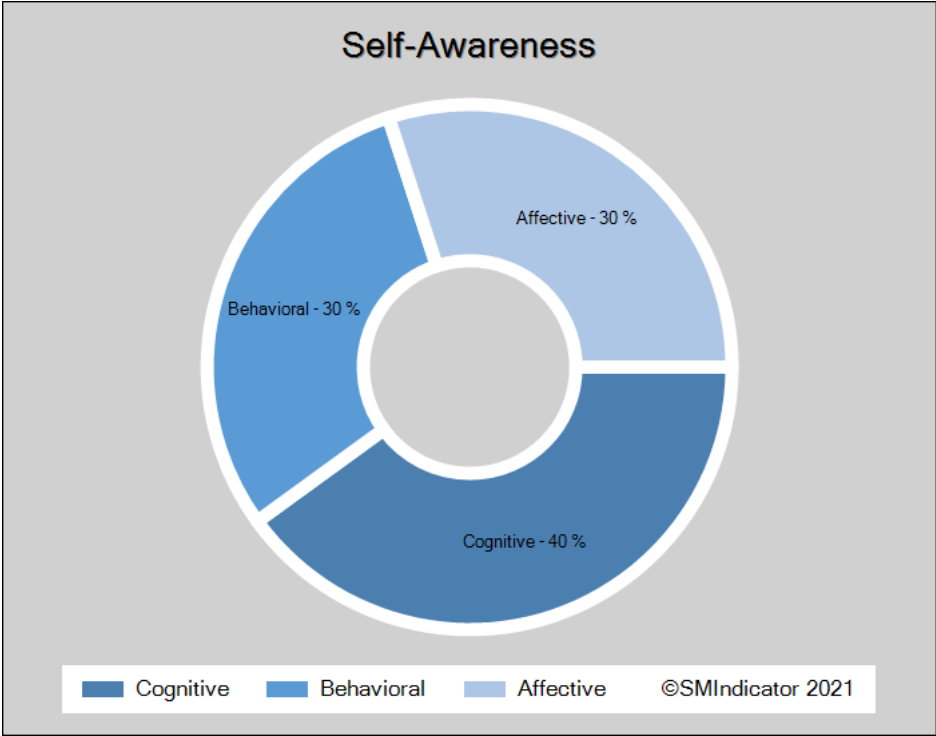 Self-Awareness
Affective - 30 %
Behavioral - 30 %
Cognitive - 40 %
Cognitive Behavioral Affective ©SMIndicator 2021